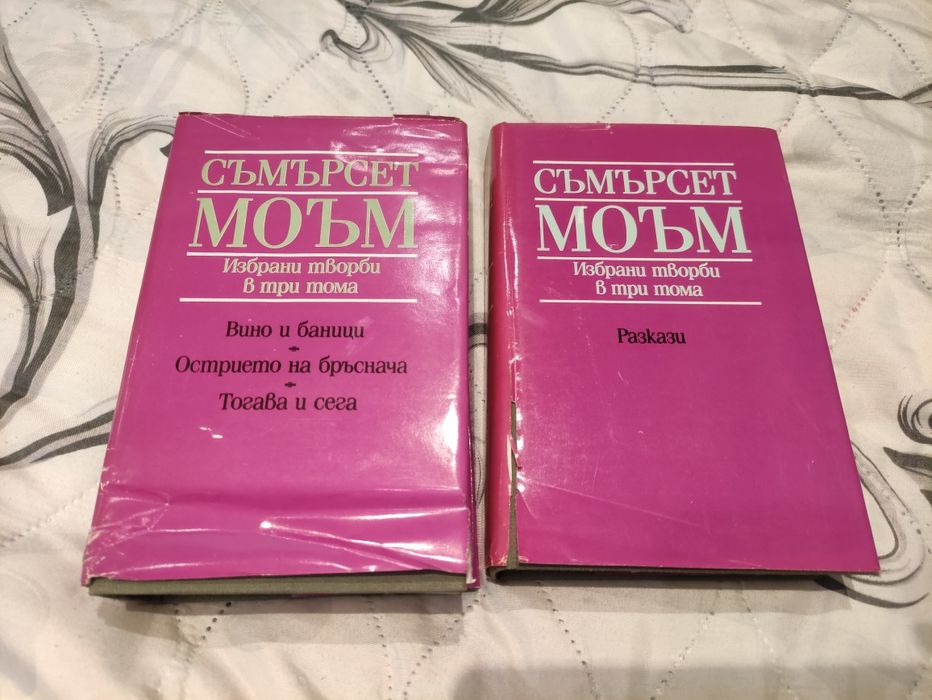 СЪМЪРСЕТ
МОЪМ
Избрани творби
в три тома
Вино и баници
Острието на бръснача
Тогава и сега
СЪМЪРСЕТ
МОЪМ
Избрани творби
в три тома
Разкази